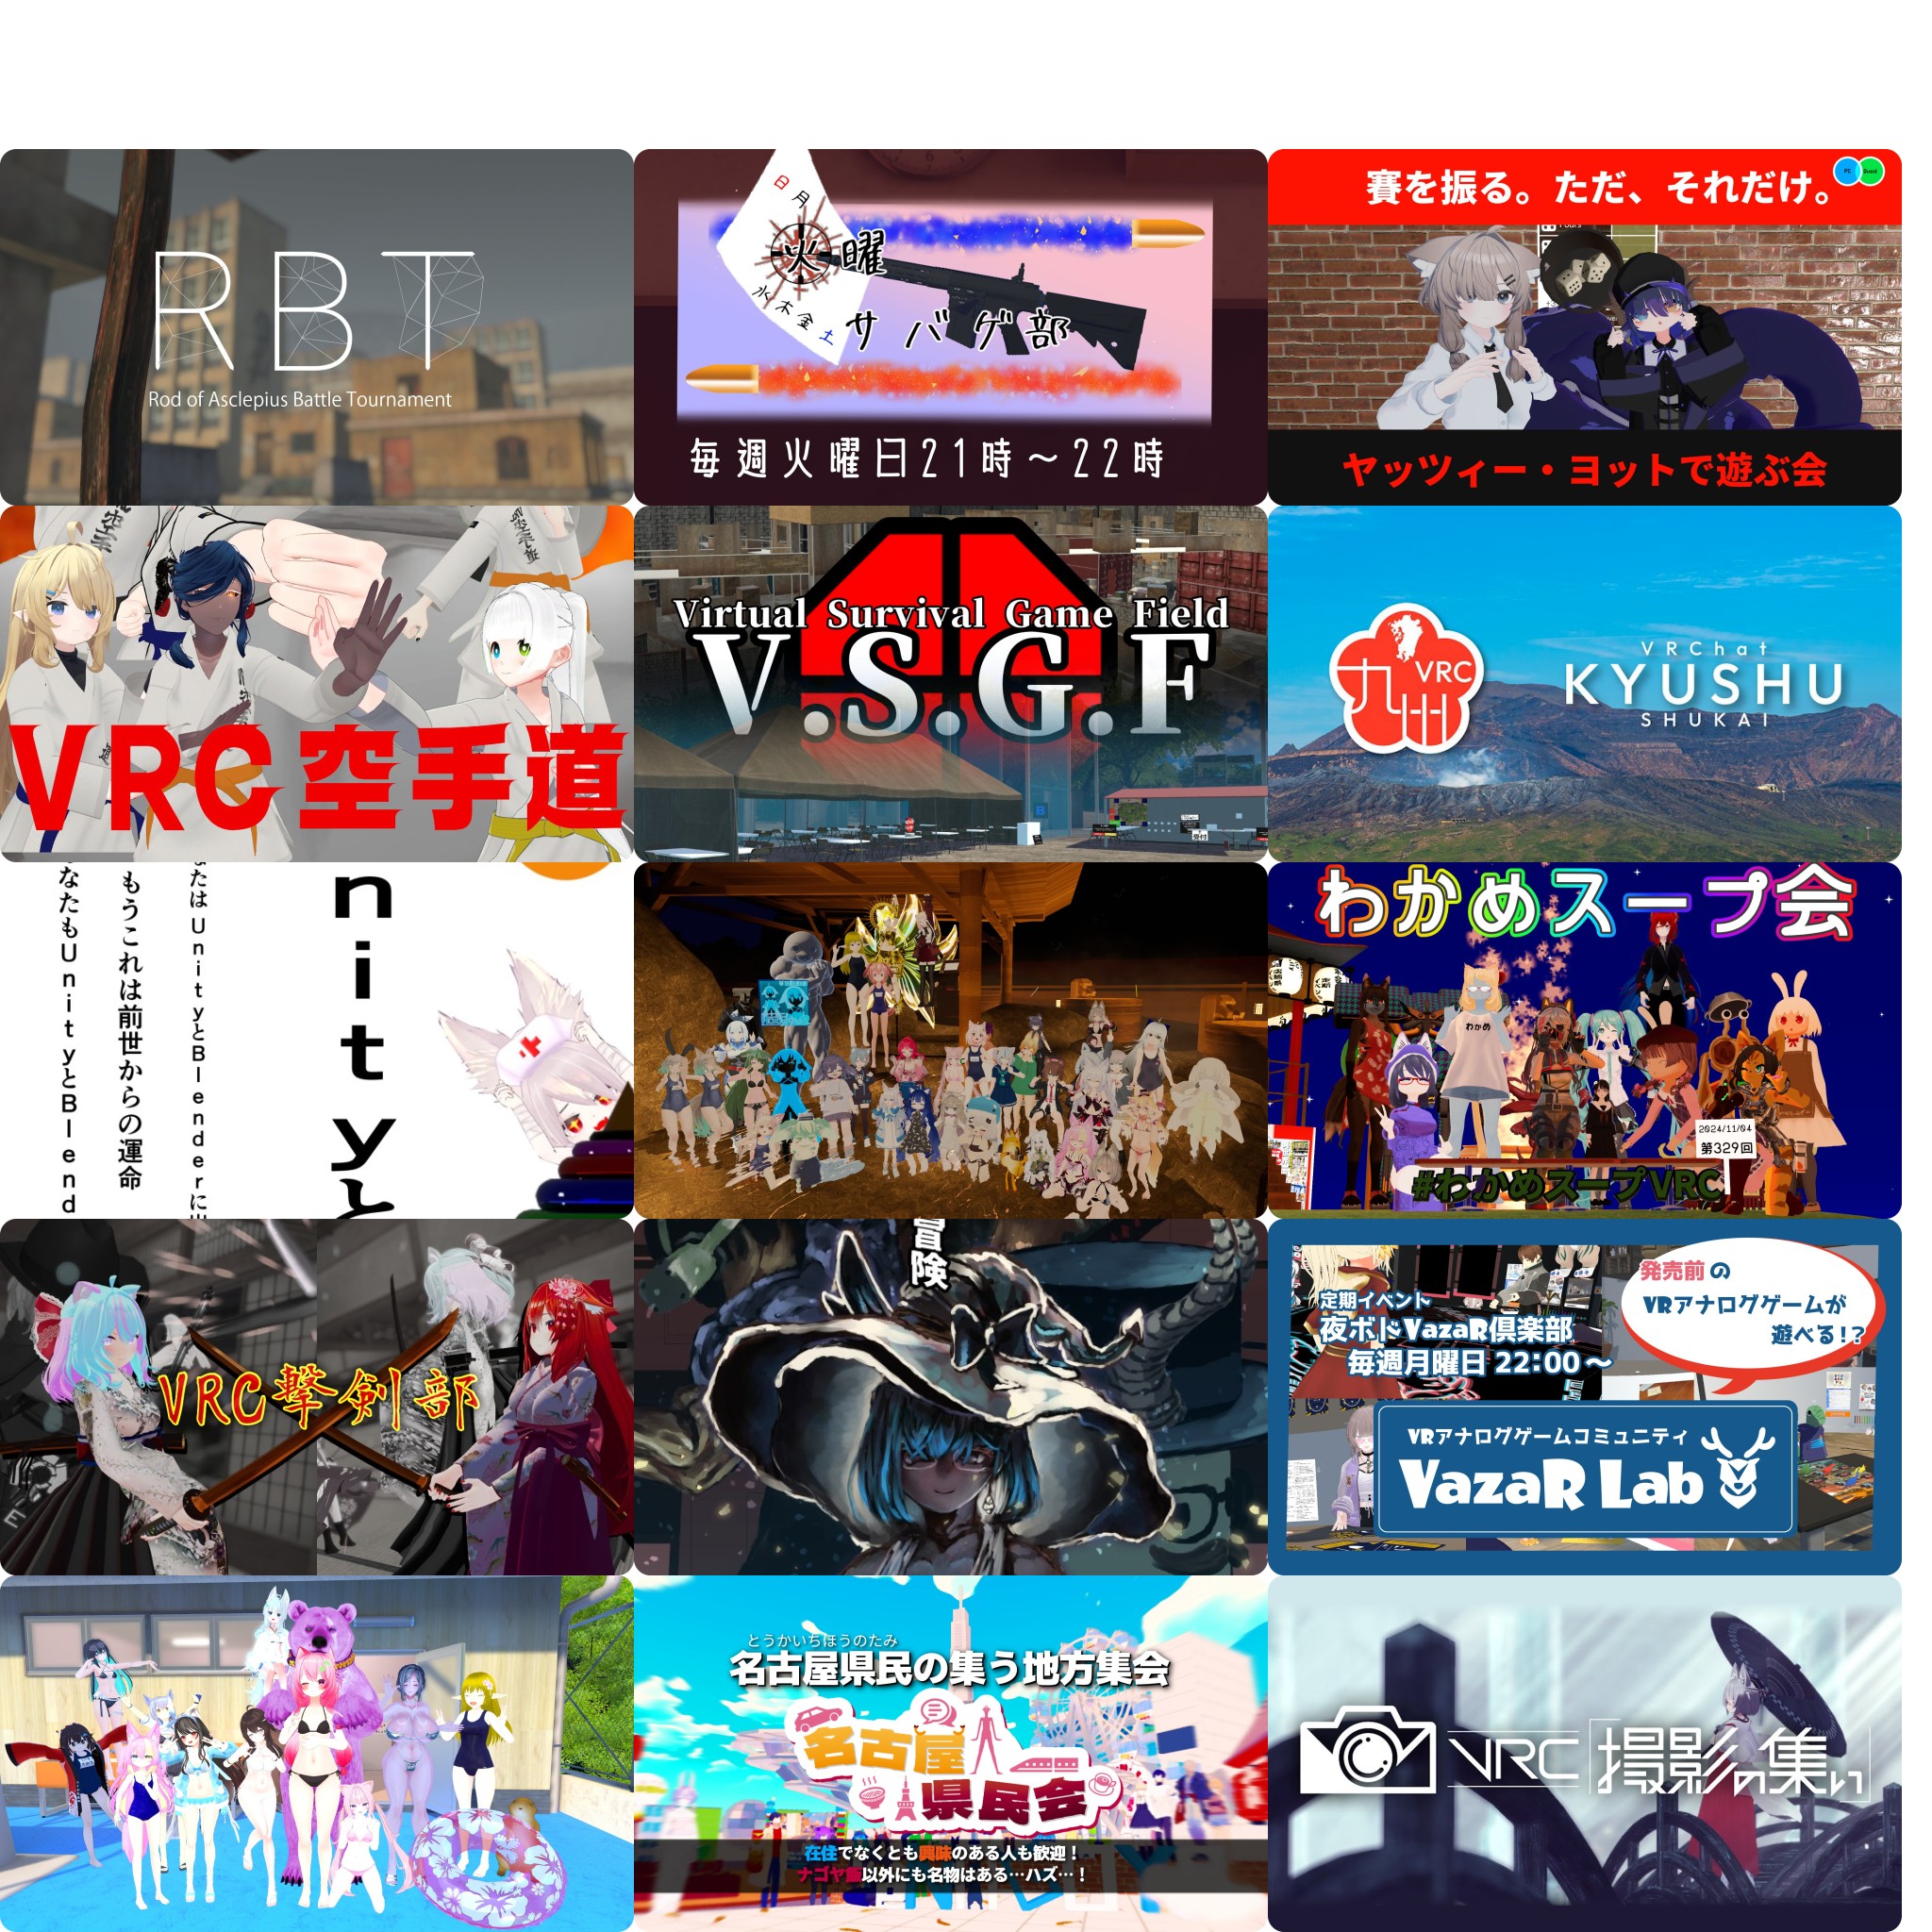 RBT
Rod of Asclepius Battle Tournament
日
月
火曜
水
木
金
土
サバゲ部
毎週火曜日21時～22時
賽を振る。ただ、それだけ。
PC
Quest
ヤッツィー・ヨットで遊ぶ会
VRC空手道
Virtual Survival Game Field
V.S.G.F
受付
九州
VRC
VRChat
KYUSHU
SHUKAI
nityと
たは UnityとBlenderに
もうこれは前世からの運命
なたもUnityとBlend
わかめスープ会
わかめ
2024/11/04
第329回
#わかめスープVRC
VRC撃剣部
冒険
発売前の
VRアナログゲームが
遊べる!?
定期イベント
夜ボドVazaR倶楽部
毎週月曜日 22:00～
VRアナログゲームコミュニティ
VazaR Lab
とうかいちほうのたみ
名古屋県民の集う地方集会
名古屋
県民会
在住でなくとも興味のある人も歓迎！
ナゴヤ飯以外にも名物はある…ハズ…！
VRC撮影の集い